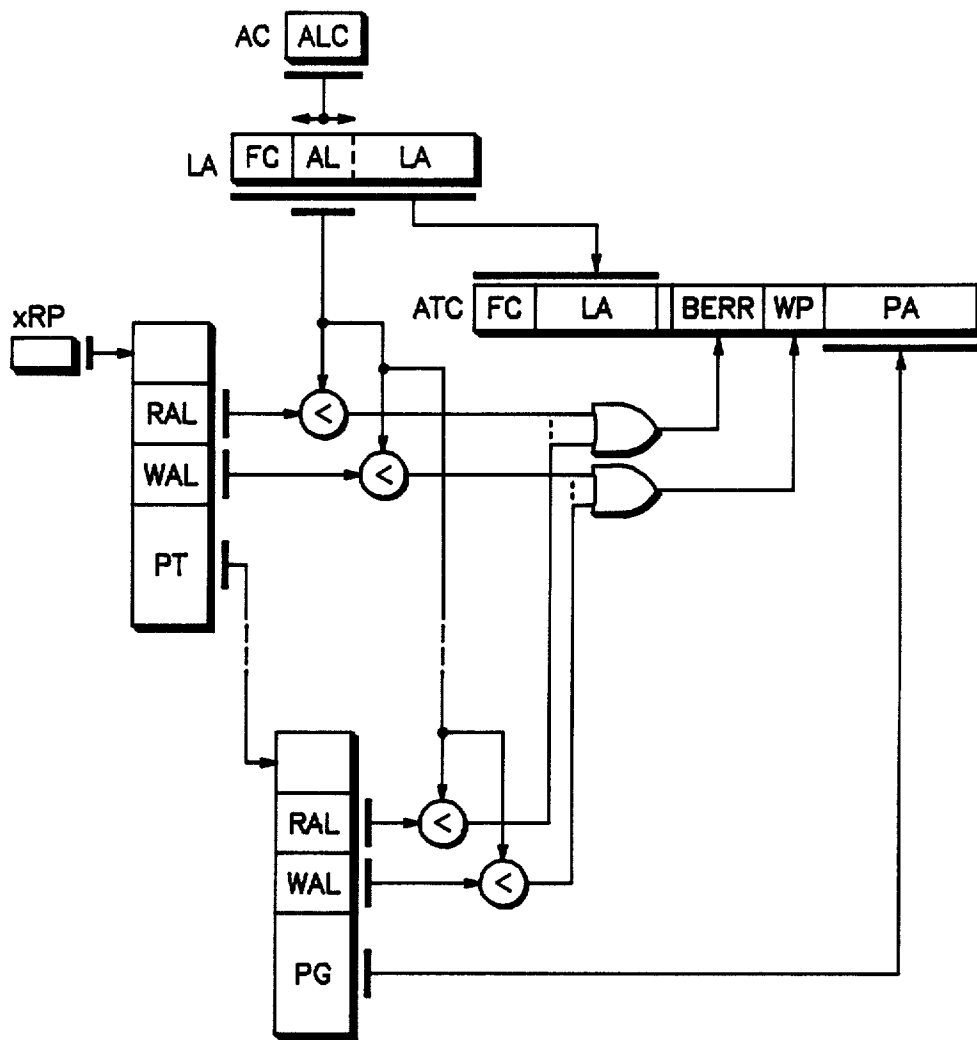 AC ALC
LA FC AL LA
ATC FC LA BERR WP PA
xRP
RAL <
WAL <
PT
RAL <
WAL <
PG